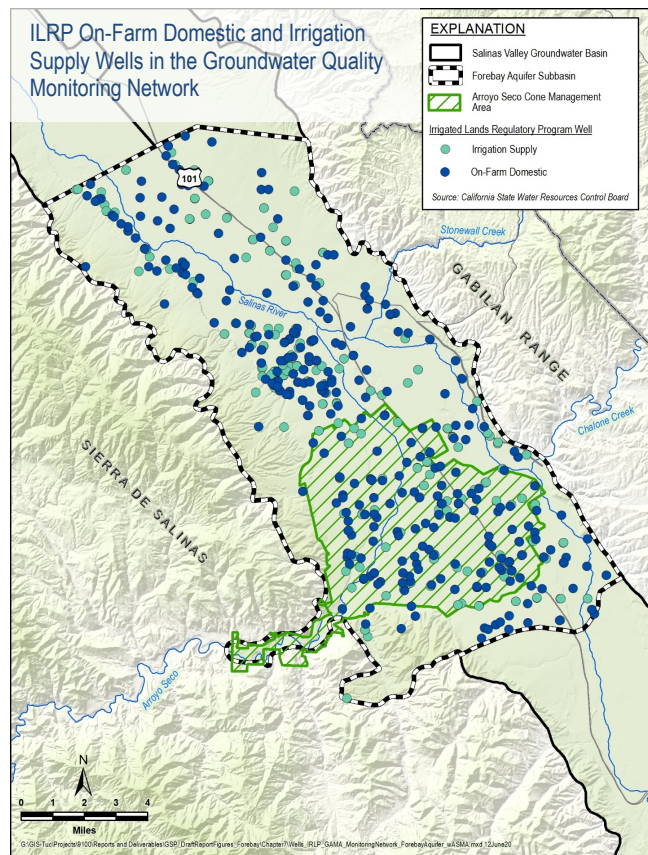 ILRP On-Farm Domestic and Irrigation
Supply Wells in the Groundwater Quality
Monitoring Network
EXPLANATION
Salinas Valley Groundwater Basin
Forebay Aquifer Subbasin
Arroyo Seco Cone Management
Area
Irrigated Lands Regulatory Program Well
Irrigation Supply
On-Farm Domestic
Source: California State Water Resources Control Board
101
Stonewall Creek
GABILAN RANGE
Salinas River
Chalone Creek
SIERRA DE SALINAS
Arroyo Seco
N
0 1 2 3 4
Miles
G:\GIS-Tuc\Projects\9100\Reports and Deliverables\GSP_DraftReportFigures_Forebay\Chapter7\Wells_IRLP_GAMA_MonitoringNetwork_ForebayAquifer_wASMA.mxd 12June20